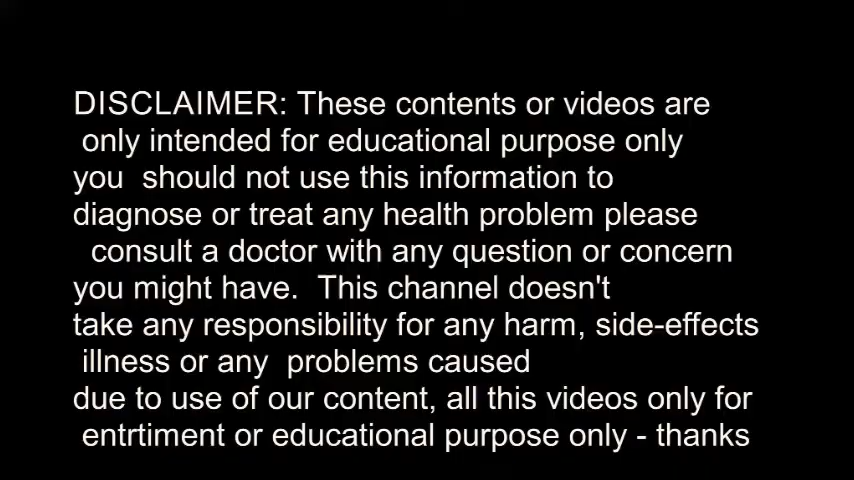 DISCLAIMER: These contents or videos are
only intended for educational purpose only
you should not use this information to
diagnose or treat any health problem please
consult a doctor with any question or concern
you might have. This channel doesn't
take any responsibility for any harm, side-effects
illness or any problems caused
due to use of our content, all this videos only for
entrtiment or educational purpose only - thanks